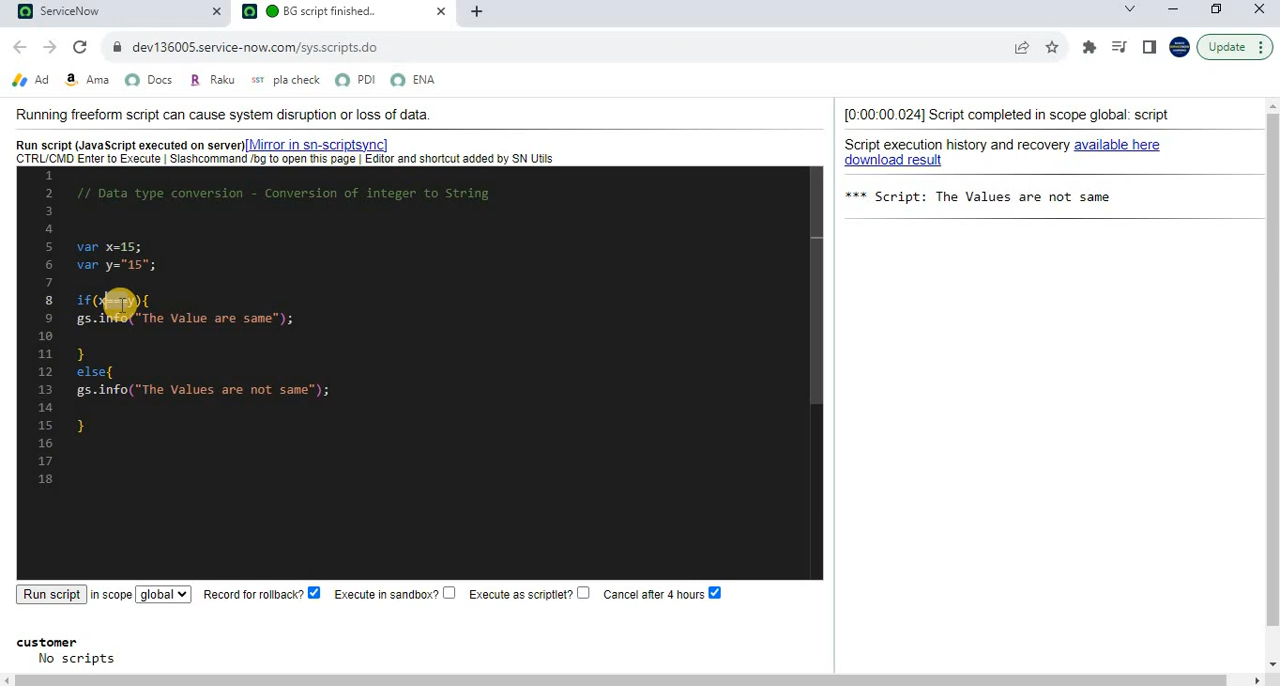 ServiceNow
BG script finished..
dev136005.service-now.com/sys.scripts.do
Update
Ad
Ama
Docs
Raku
SST pla check
PDI
ENA
Running freeform script can cause system disruption or loss of data.
Run script (JavaScript executed on server)[Mirror in sn-scriptsync]
CTRL/CMD Enter to Execute | Slashcommand /bg to open this page | Editor and shortcut added by SN Utils
1
2 // Data type conversion - Conversion of integer to String
3
4
5 var x=15;
6 var y="15";
7
8 if(x===y){
9 gs.info("The Value are same");
10
11 }
12 else{
13 gs.info("The Values are not same");
14
15 }
16
17
18
Run script in scope global Record for rollback? Execute in sandbox? Execute as scriptlet? Cancel after 4 hours
customer
No scripts
[0:00:00.024] Script completed in scope global: script
Script execution history and recovery available here
download result
*** Script: The Values are not same